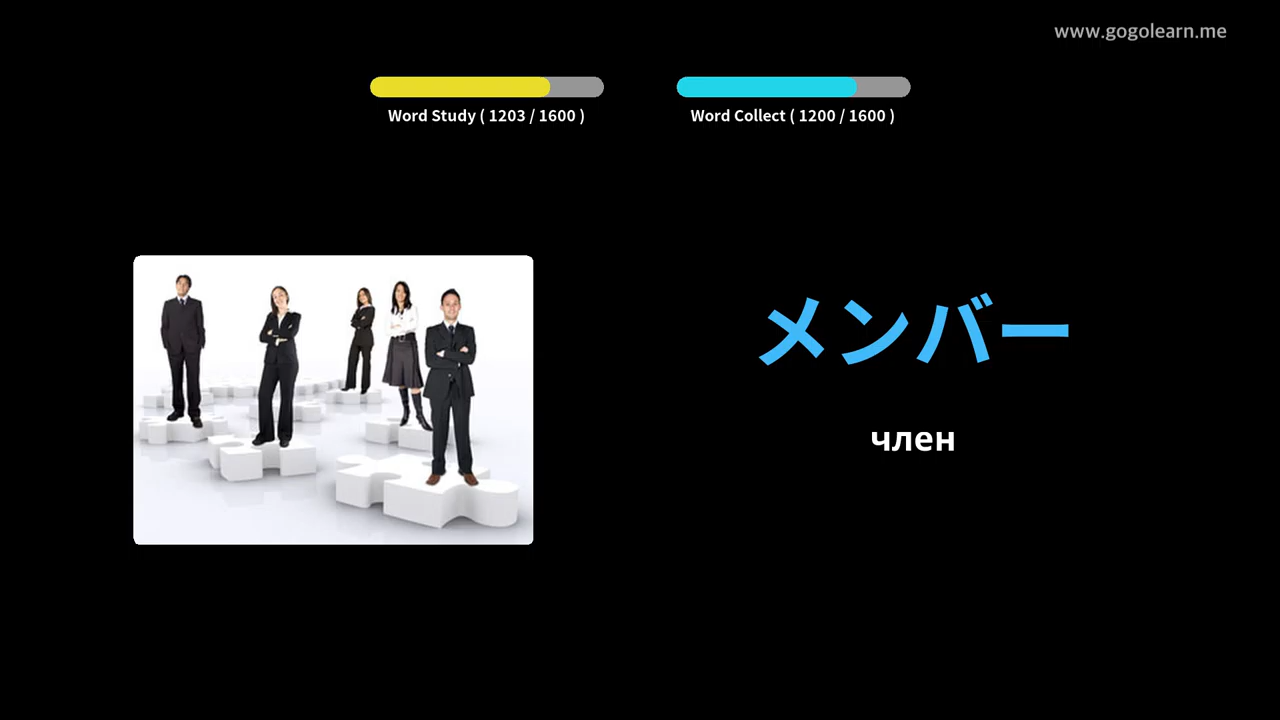 www.gogolearn.me
Word Study ( 1203 / 1600 )
Word Collect ( 1200 / 1600 )
メンバー
член